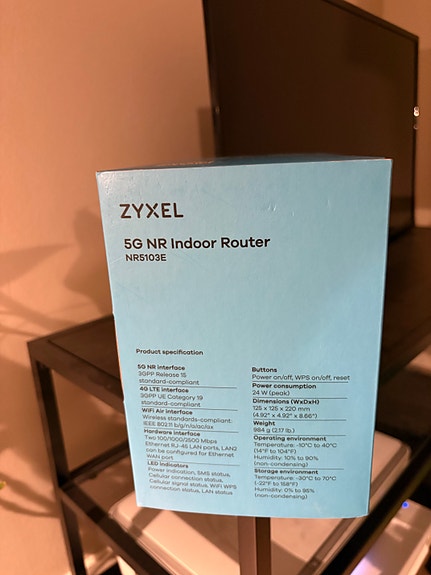 ZYXEL
5G NR Indoor Router
NR5103E
Product specification
5G NR interface
3GPP Release 15
standard-compliant
4G LTE interface
3GPP UE Category 19
standard-compliant
WiFi Air interface
Wireless standards-compliant:
IEEE 802.11 b/g/n/a/ac/ax
Hardware interface
Two 100/1000/2500 Mbps
Ethernet RJ-45 LAN ports, LAN2
can be configured for Ethernet
WAN port
LED indicators
Power indication, SMS status,
Cellular connection status,
Cellular signal status, WiFi WPS
connection status, LAN status
Buttons
Power on/off, WPS on/off, reset
Power consumption
24 W (peak)
Dimensions (WxDxH)
125 x 125 x 220 mm
(4.92" x 4.92" x 8.66")
Weight
984 g (2.17 lb.)
Operating environment
Temperature: -10°C to 40°C
(14°F to 104°F)
Humidity: 10% to 90%
(non-condensing)
Storage environment
Temperature: -30°C to 70°C
(-22°F to 158°F)
Humidity: 0% to 95%
(non-condensing)